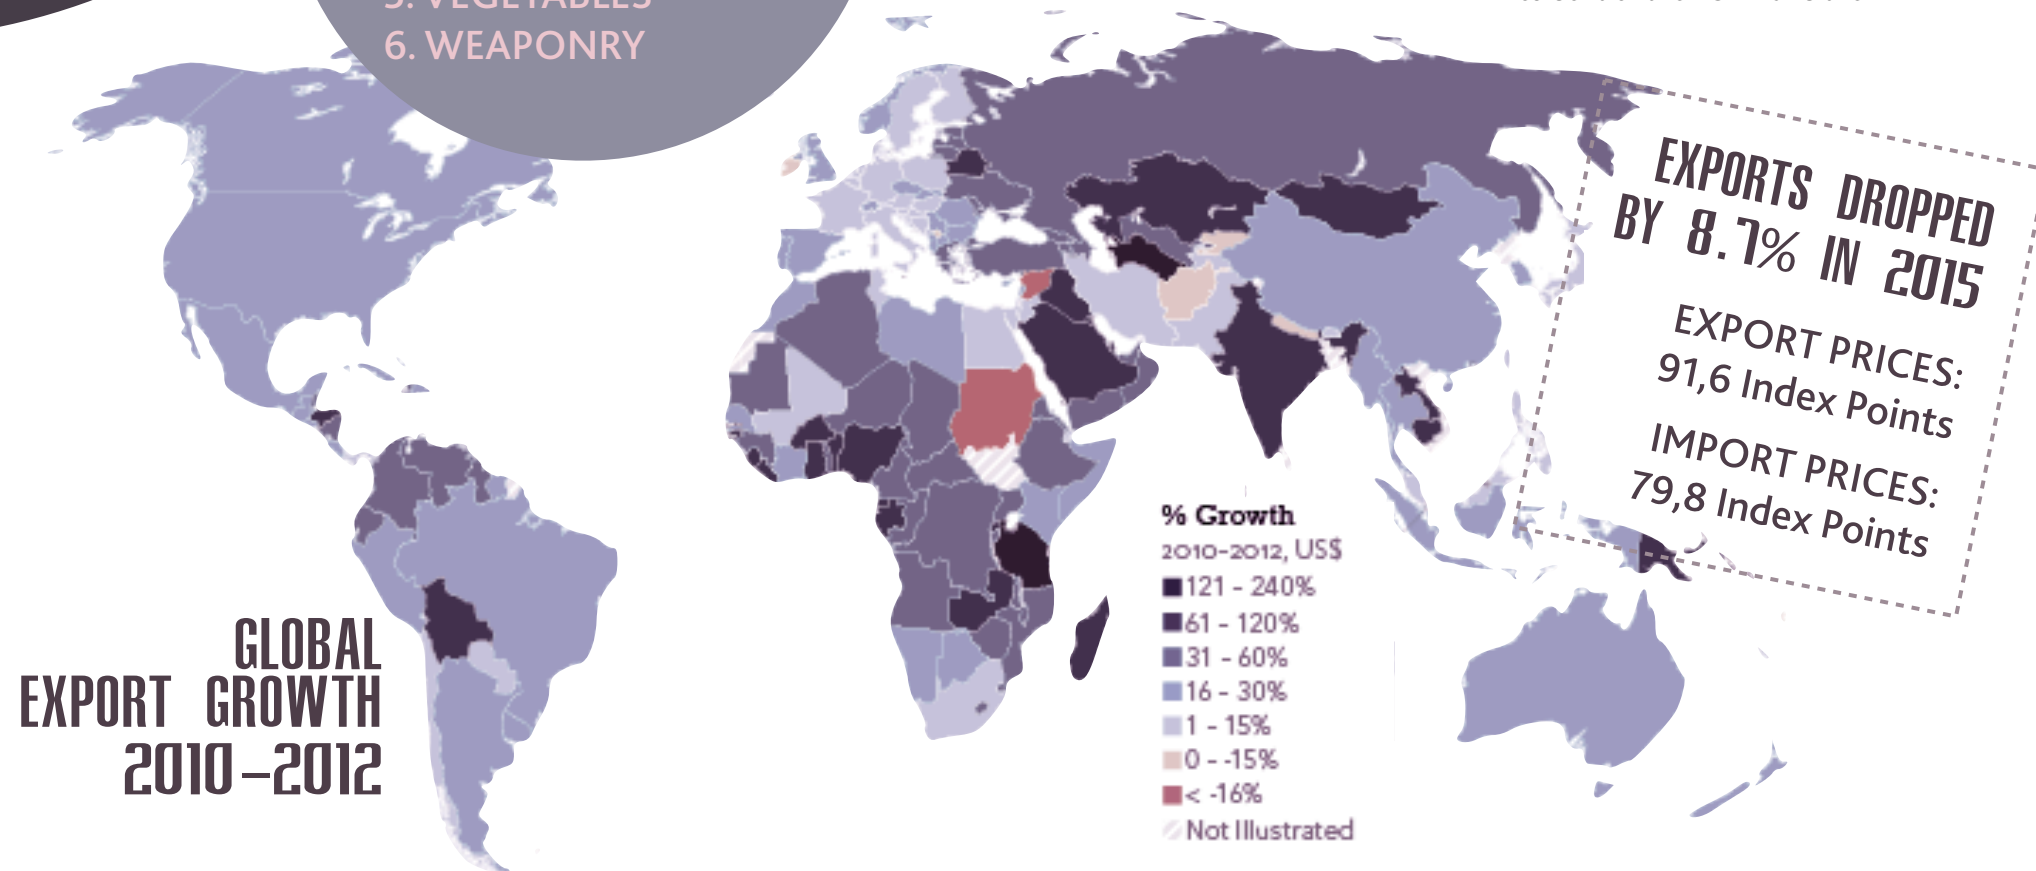 5. VEGETABLES
6. WEAPONRY
EXPORTS DROPPED
BY 8.7% IN 2015
EXPORT PRICES:
91,6 Index Points
IMPORT PRICES:
79,8 Index Points
GLOBAL
EXPORT GROWTH
2010–2012
% Growth
2010-2012, US$
121 - 240%
61 - 120%
31 - 60%
16 - 30%
1 - 15%
0 - -15%
< -16%
Not Illustrated